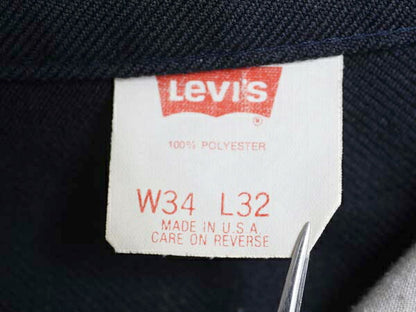 Levi's
®
100% POLYESTER
W34 L32
MADE IN U.S.A
CARE ON REVERSE